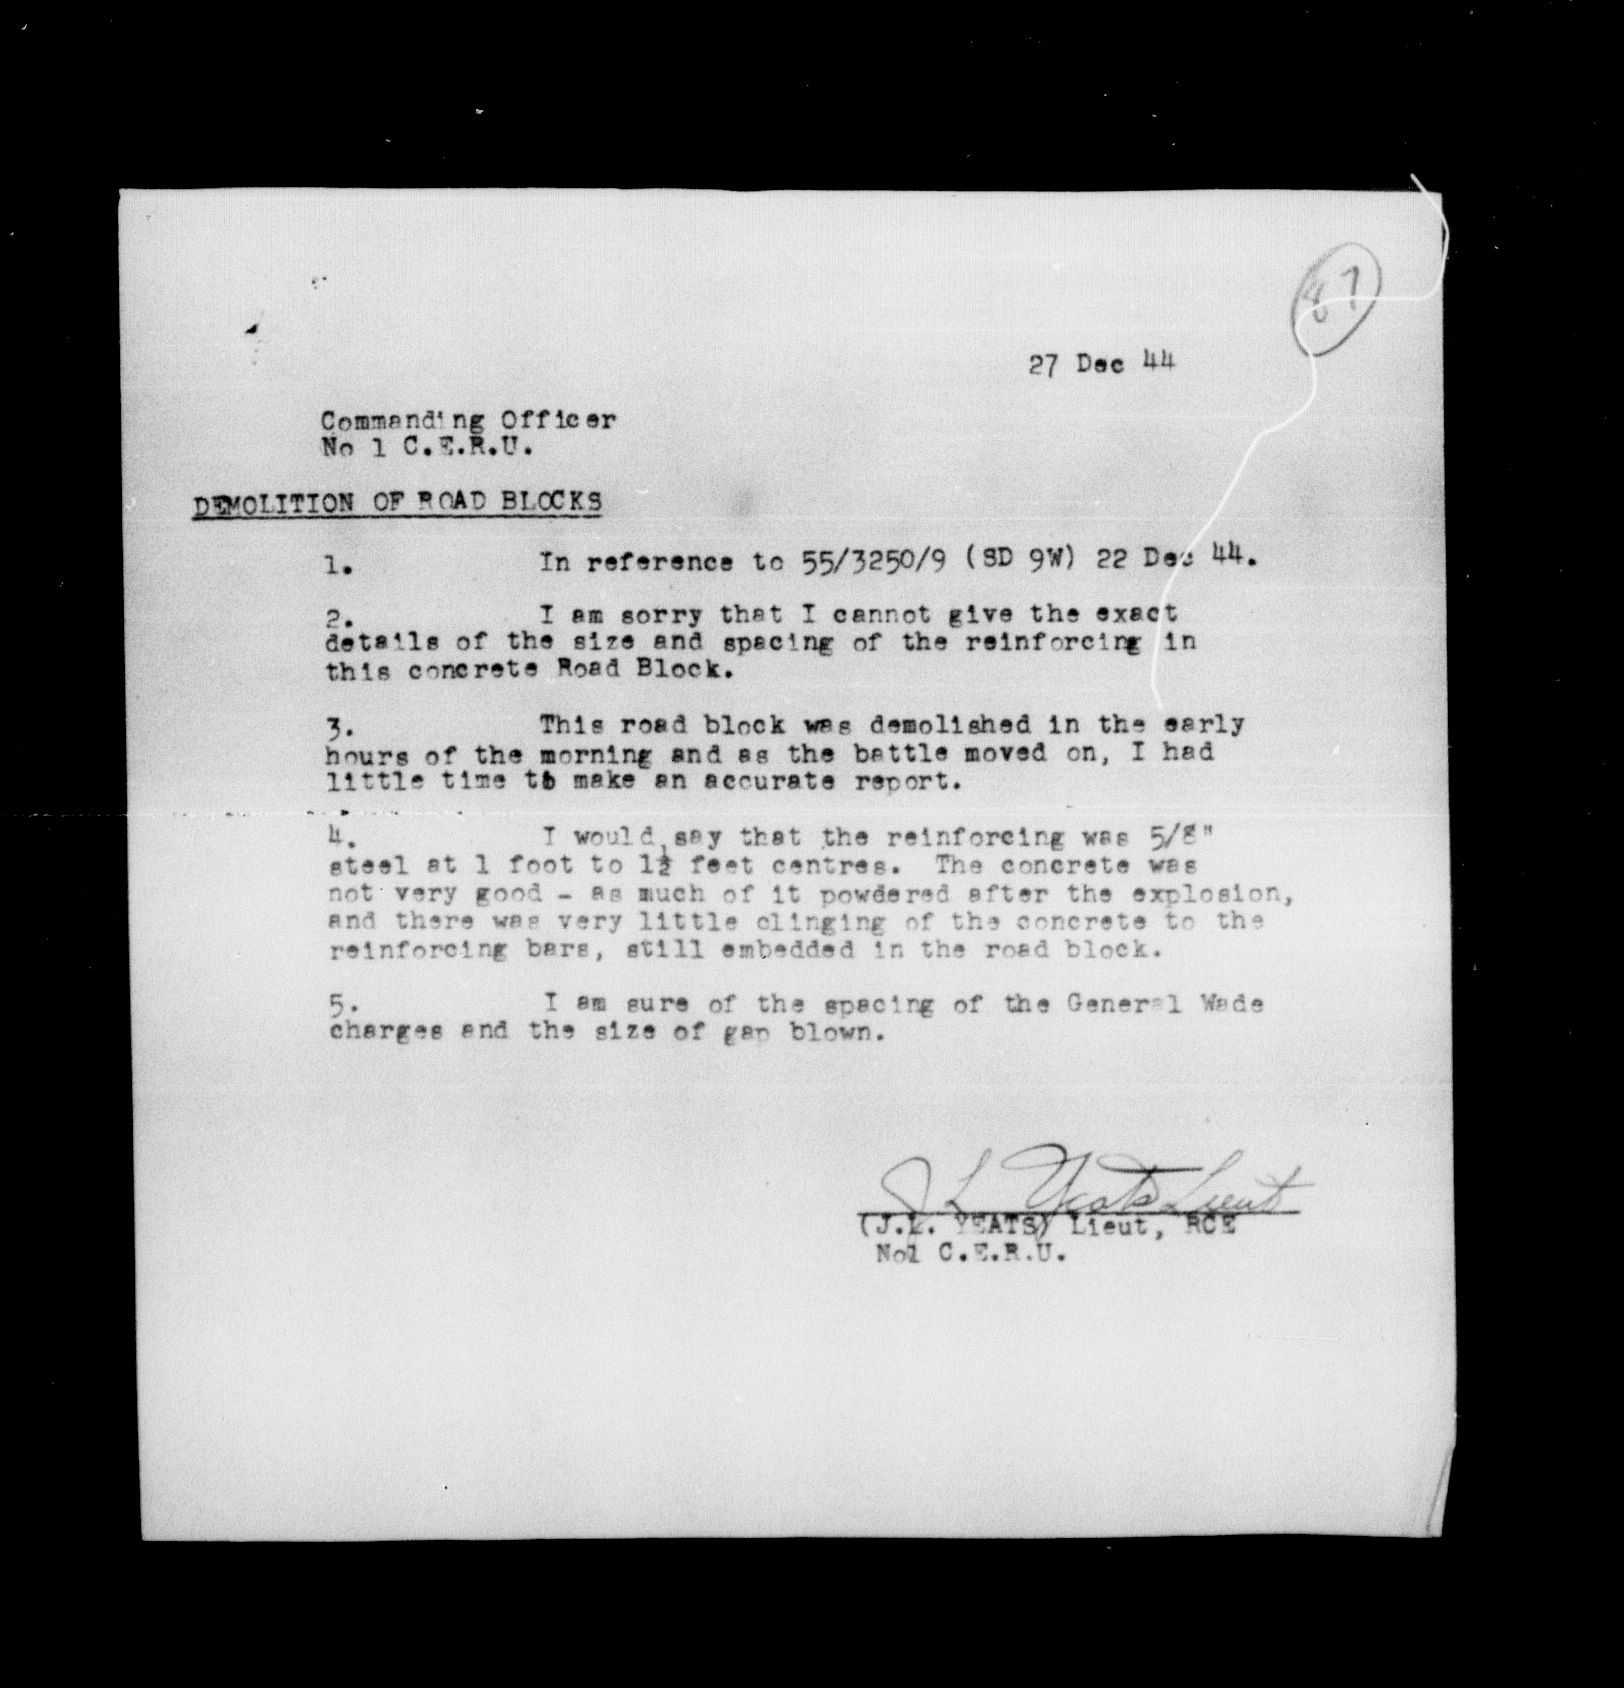 87
27 Dec 44
Commanding Officer
No 1 C.E.R.U.
DEMOLITION OF ROAD BLOCKS
1. In reference to 55/3250/9 (SD 9W) 22 Dec 44.
2. I am sorry that I cannot give the exact
details of the size and spacing of the reinforcing in
this concrete Road Block.
3. This road block was demolished in the early
hours of the morning and as the battle moved on, I had
little time to make an accurate report.
4. I would say that the reinforcing was 5/8"
steel at 1 foot to 1½ feet centres. The concrete was
not very good - as much of it powdered after the explosion,
and there was very little clinging of the concrete to the
reinforcing bars, still embedded in the road block.
5. I am sure of the spacing of the General Wade
charges and the size of gap blown.
J L Yeats Lieut
(J.L. YEATS) Lieut, RCE
No1 C.E.R.U.